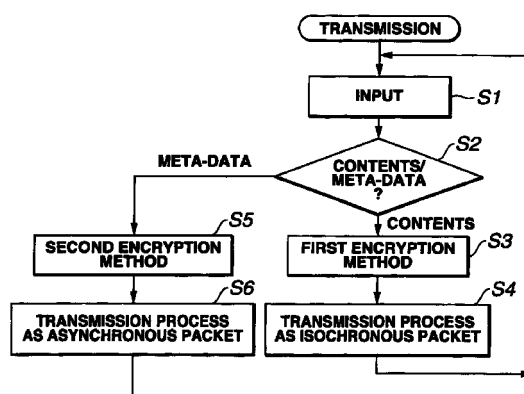 TRANSMISSION
INPUT
S1
S2
META-DATA
CONTENTS/
META-DATA
?
CONTENTS
S5
SECOND ENCRYPTION
METHOD
S3
FIRST ENCRYPTION
METHOD
S6
TRANSMISSION PROCESS
AS ASYNCHRONOUS PACKET
S4
TRANSMISSION PROCESS
AS ISOCHRONOUS PACKET